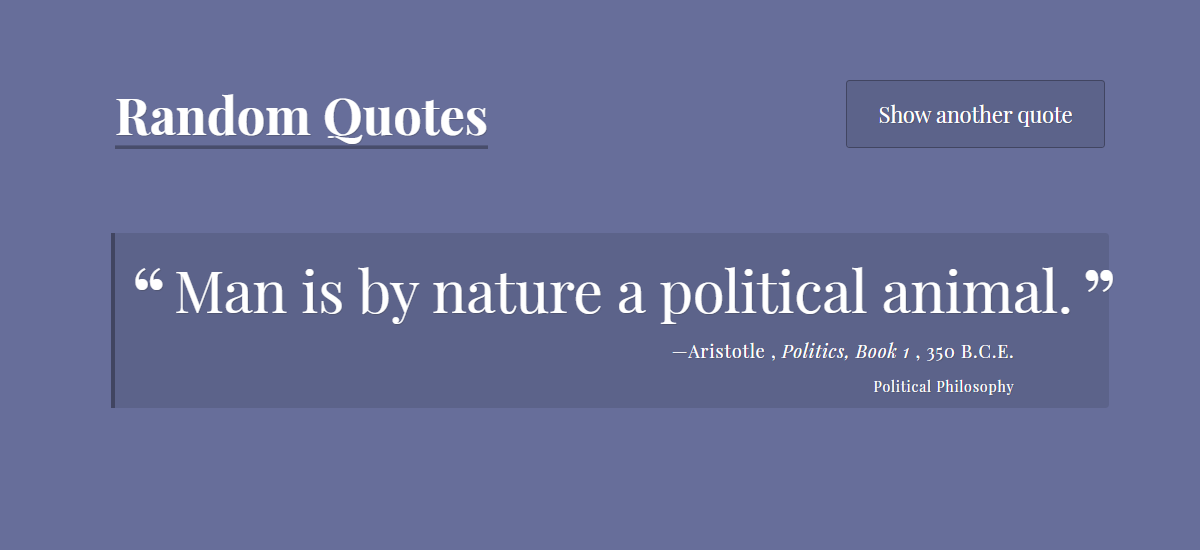 Random Quotes
Show another quote
“ Man is by nature a political animal. ”
—Aristotle , Politics, Book 1 , 350 B.C.E.
Political Philosophy